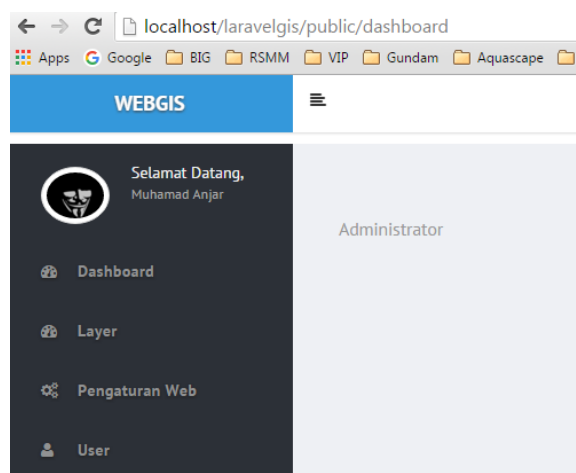 localhost/laravelgis/public/dashboard
Apps Google BIG RSMM VIP Gundam Aquascape
WEBGIS
Selamat Datang,
Muhamad Anjar
Administrator
Dashboard
Layer
Pengaturan Web
User